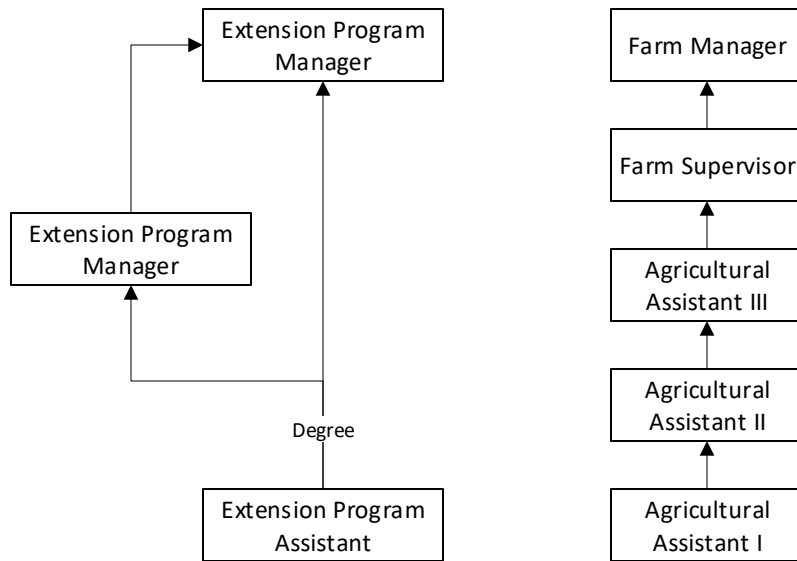 Extension Program
Manager
Farm Manager
Farm Supervisor
Extension Program
Manager
Agricultural
Assistant III
Agricultural
Assistant II
Degree
Extension Program
Assistant
Agricultural
Assistant I